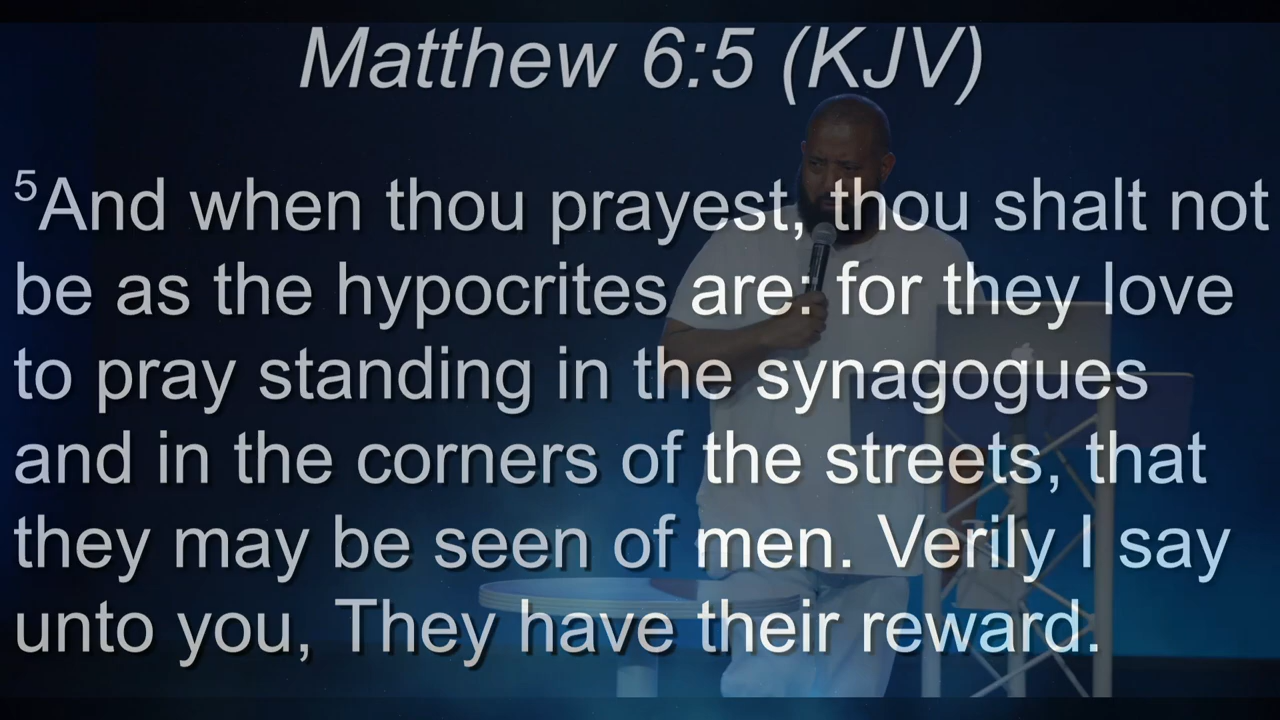 Matthew 6:5 (KJV)
5And when thou prayest, thou shalt not
be as the hypocrites are: for they love
to pray standing in the synagogues
and in the corners of the streets, that
they may be seen of men. Verily I say
unto you, They have their reward.